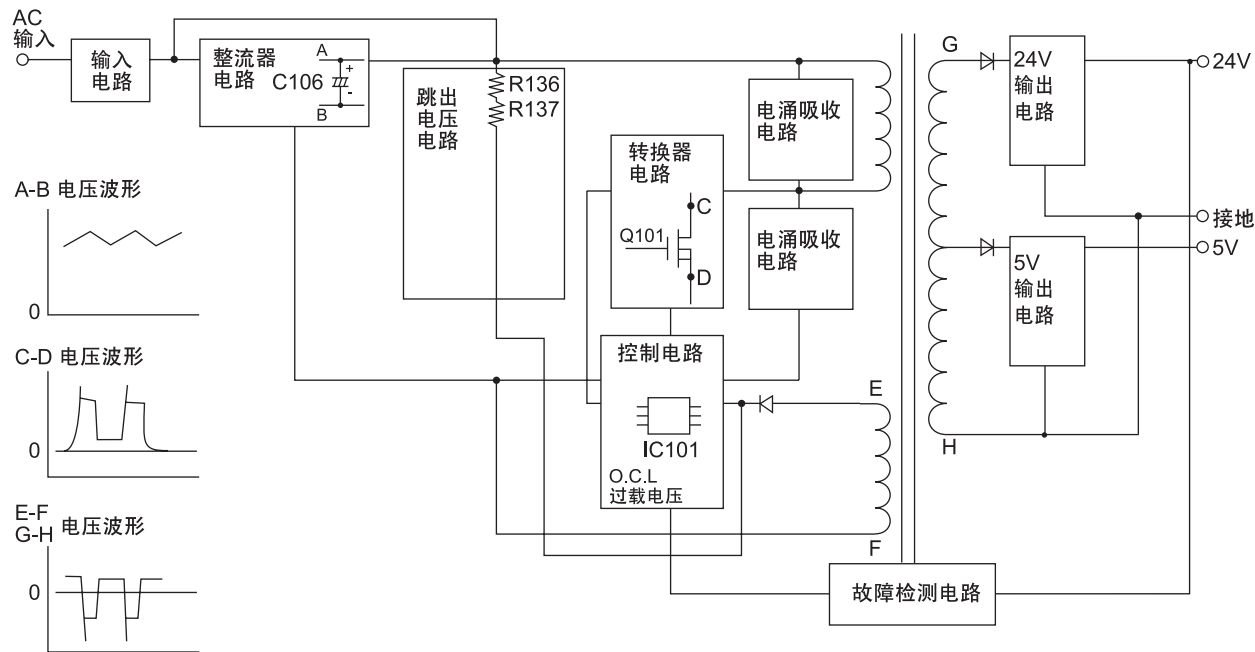 AC
输入
输入
电路
整流器
电路
C106
A
+
-
B
跳出
电压
电路
R136
R137
电涌吸收
电路
转换器
电路
C
Q101
D
电涌吸收
电路
控制电路
IC101
O.C.L
过载电压
E
F
G
H
24V
输出
电路
24V
接地
5V
5V
输出
电路
故障检测电路
A-B 电压波形
0
C-D 电压波形
0
E-F
G-H 电压波形
0